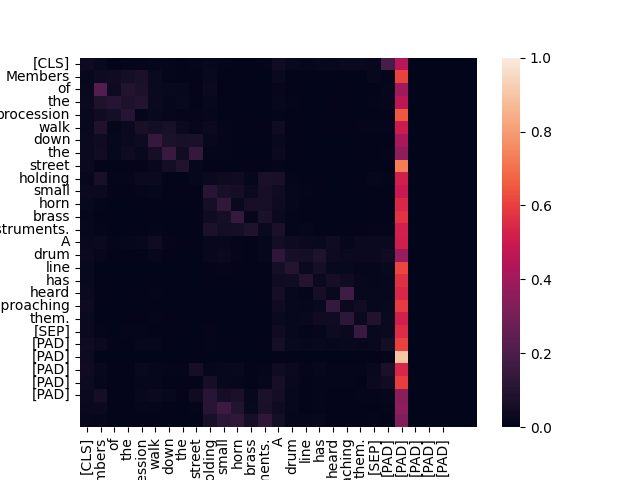 [CLS]
Members
of
the
procession
walk
down
the
street
holding
small
horn
brass
struments.
A
drum
line
has
heard
proaching
them.
[SEP]
[PAD]
[PAD]
[PAD]
[PAD]
[PAD]
1.0
0.8
0.6
0.4
0.2
0.0
[CLS]
mbers
of
the
ession
walk
down
the
street
olding
small
horn
brass
ments.
A
drum
line
has
heard
aching
them.
[SEP]
[PAD]
[PAD]
[PAD]
[PAD]
[PAD]